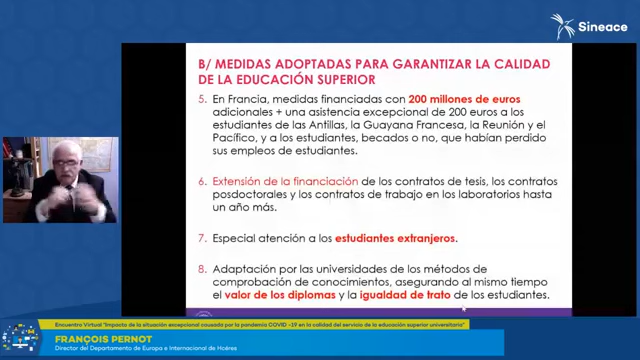 Sineace
B/ MEDIDAS ADOPTADAS PARA GARANTIZAR LA CALIDAD
DE LA EDUCACIÓN SUPERIOR
5. En Francia, medidas financiadas con 200 millones de euros
adicionales + una asistencia excepcional de 200 euros a los
estudiantes de las Antillas, la Guayana Francesa, la Reunión y el
Pacífico, y a los estudiantes, becados o no, que habían perdido
sus empleos de estudiantes.
6. Extensión de la financiación de los contratos de tesis, los contratos
posdoctorales y los contratos de trabajo en los laboratorios hasta
un año más.
7. Especial atención a los estudiantes extranjeros.
8. Adaptación por las universidades de los métodos de
comprobación de conocimientos, asegurando al mismo tiempo
el valor de los diplomas y la igualdad de trato de los estudiantes.
Encuentro Virtual "Impacto de la situación excepcional causada por la pandemia COVID -19 en la calidad del servicio de la educación superior universitaria"
FRANÇOIS PERNOT
Director del Departamento de Europa e Internacional de Hcéres